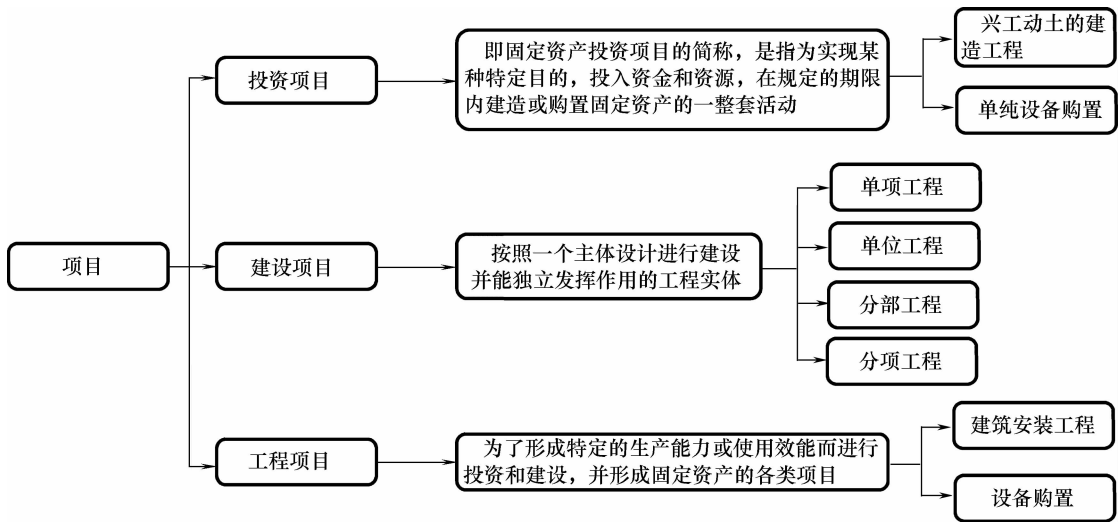 项目
投资项目
即固定资产投资项目的简称，是指为实现某
种特定目的，投入资金和资源，在规定的期限
内建造或购置固定资产的一整套活动
兴工动土的建
造工程
单纯设备购置
建设项目
按照一个主体设计进行建设
并能独立发挥作用的工程实体
单项工程
单位工程
分部工程
分项工程
工程项目
为了形成特定的生产能力或使用效能而进行
投资和建设，并形成固定资产的各类项目
建筑安装工程
设备购置